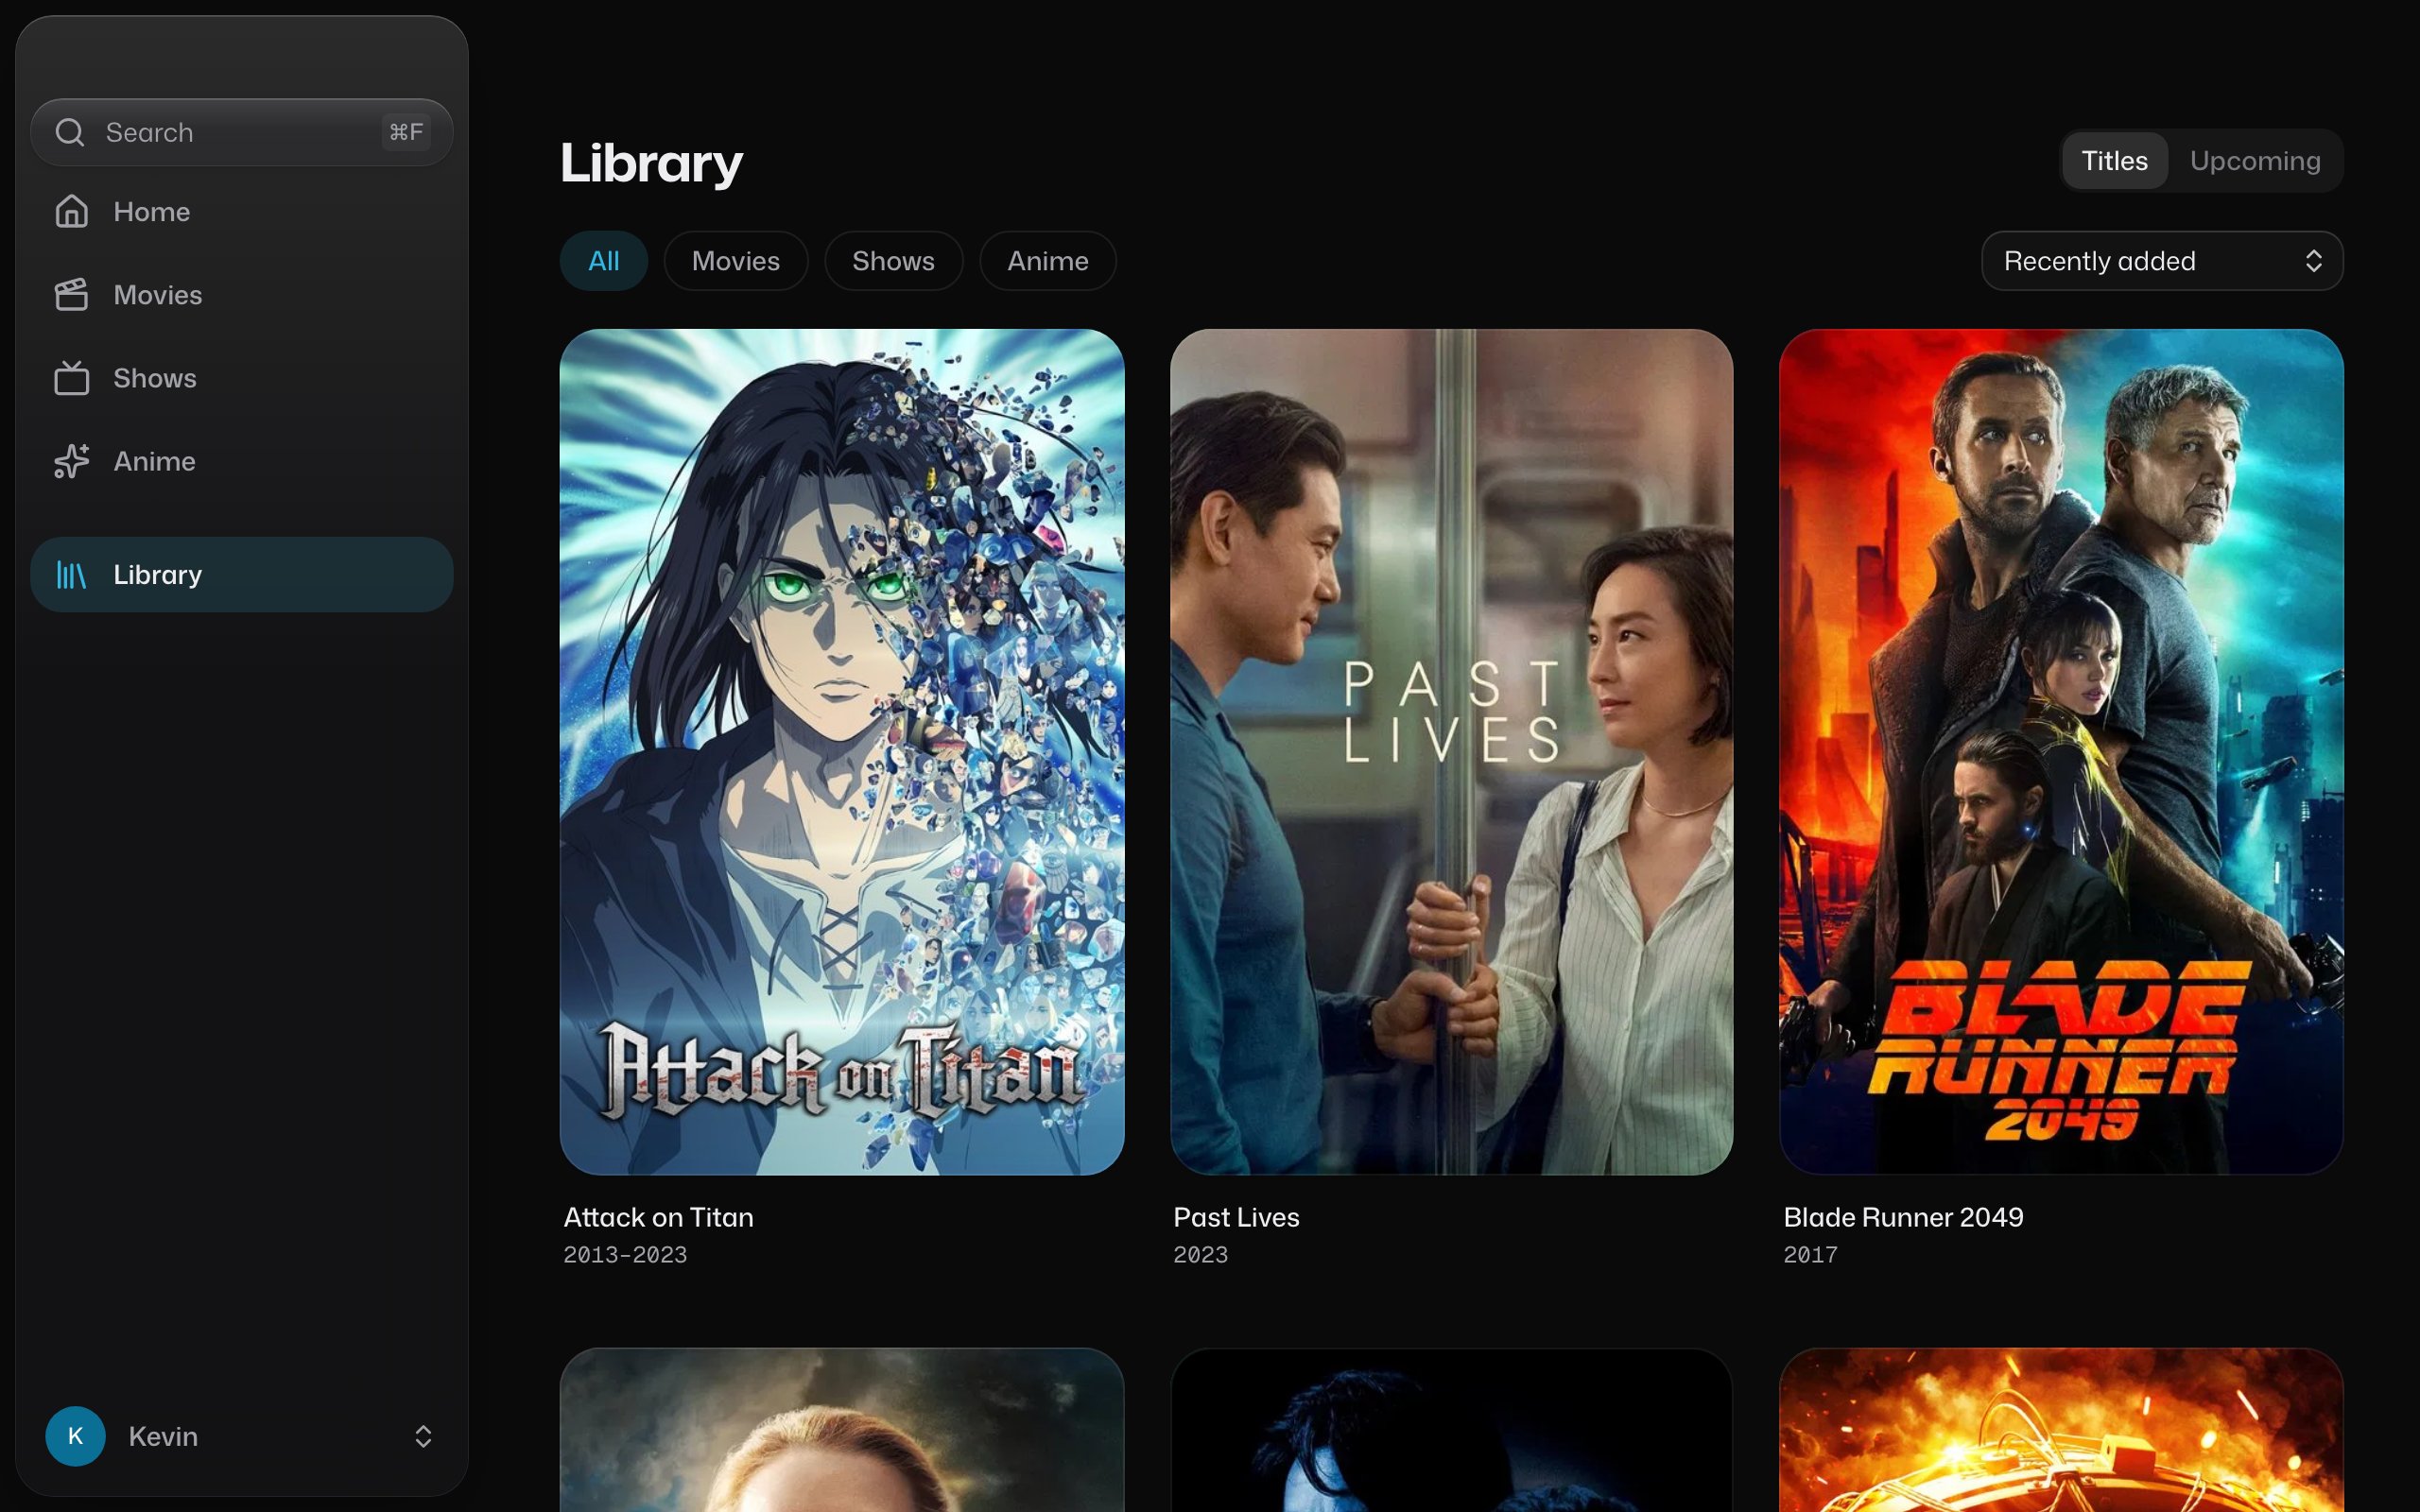 Search ⌘F
Home
Movies
Shows
Anime
Library
Kevin
K
Library
Titles Upcoming
All Movies Shows Anime
Recently added
Attack on Titan
PAST
LIVES
BLADE
RUNNER
2049
Attack on Titan
2013–2023
Past Lives
2023
Blade Runner 2049
2017